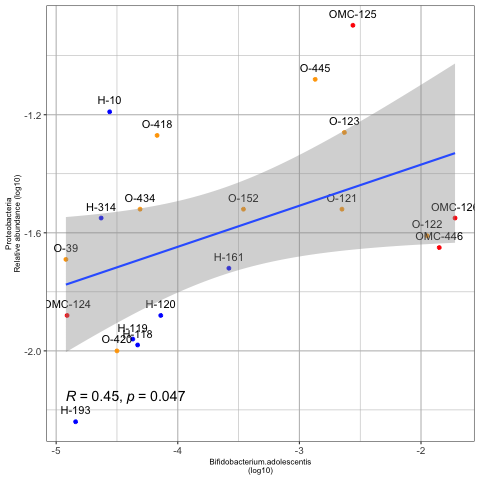 OMC-125
O-445
H-10
O-418
O-123
-1.2
H-314
O-434
O-152
O-121
OMC-126
O-122
-1.6
OMC-446
O-39
H-161
OMC-124
H-120
H-119
H-118
O-420
-2.0
R = 0.45, p = 0.047
H-193
-5 -4 -3 -2
Bifidobacterium.adolescentis
(log10)
Proteobacteria
Relative abundance (log10)